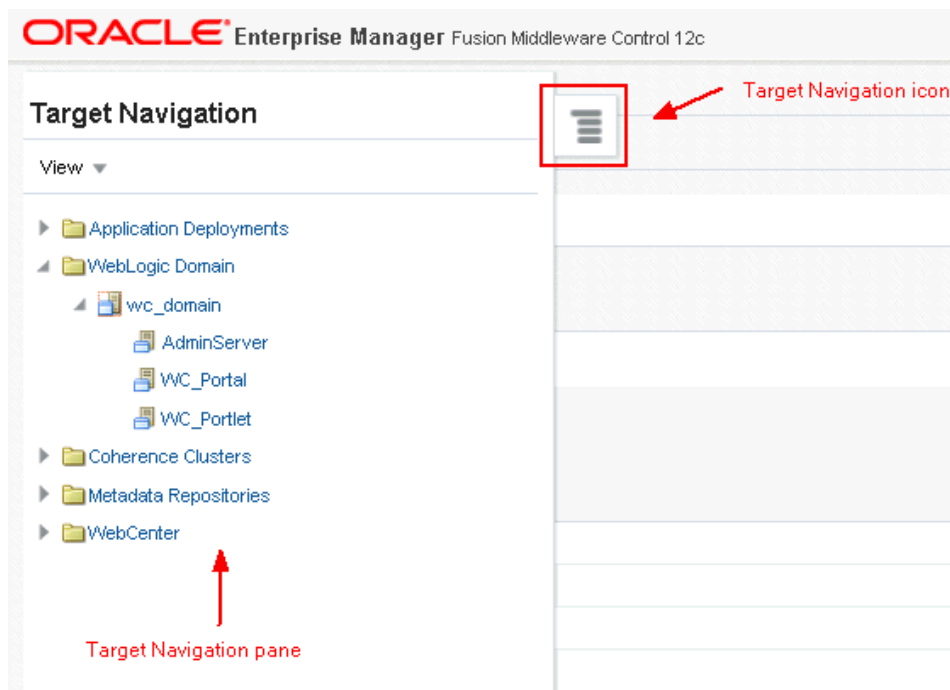 ORACLE Enterprise Manager Fusion Middleware Control 12c
Target Navigation icon
Target Navigation
View
Application Deployments
WebLogic Domain
wc_domain
AdminServer
WC_Portal
WC_Portlet
Coherence Clusters
Metadata Repositories
WebCenter
Target Navigation pane